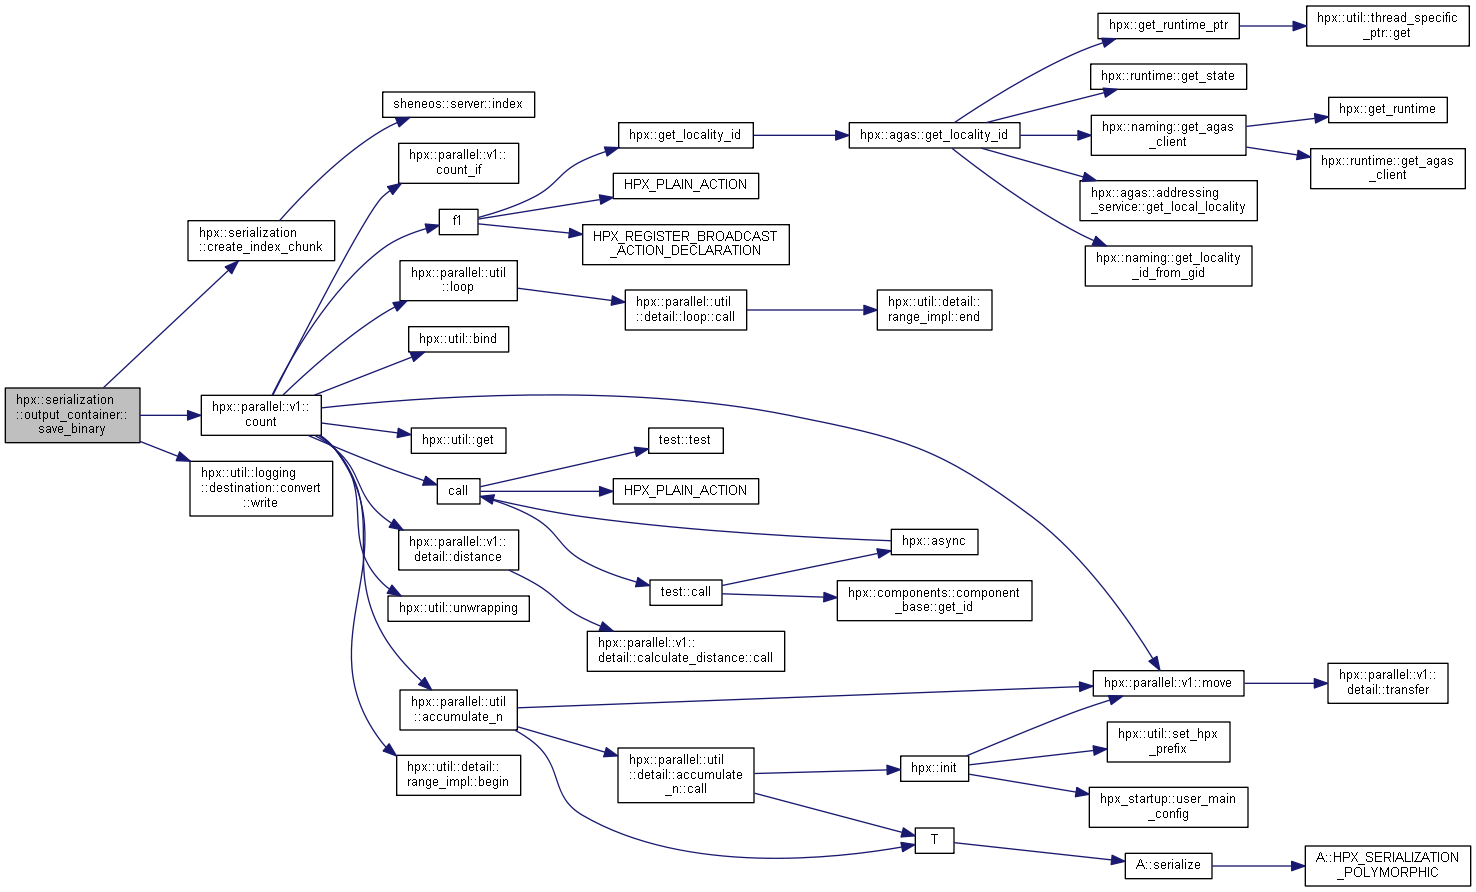 hpx::serialization
::output_container::
save_binary
hpx::serialization
::create_index_chunk
hpx::parallel::v1::
count
hpx::util::logging
::destination::convert
::write
sheneos::server::index
hpx::parallel::v1::
count_if
f1
hpx::parallel::util
::loop
hpx::util::bind
hpx::util::get
call
hpx::parallel::v1::
detail::distance
hpx::util::unwrapping
hpx::parallel::util
::accumulate_n
hpx::util::detail::
range_impl::begin
hpx::get_locality_id
HPX_PLAIN_ACTION
HPX_REGISTER_BROADCAST
_ACTION_DECLARATION
hpx::parallel::util
::detail::loop::call
test::test
HPX_PLAIN_ACTION
test::call
hpx::parallel::v1::
detail::calculate_distance::call
hpx::parallel::util
::detail::accumulate
_n::call
hpx::agas::get_locality_id
hpx::util::detail::
range_impl::end
hpx::async
hpx::components::component
_base::get_id
hpx::init
T
hpx::get_runtime_ptr
hpx::runtime::get_state
hpx::naming::get_agas
_client
hpx::agas::addressing
_service::get_local_locality
hpx::naming::get_locality
_id_from_gid
hpx::parallel::v1::move
hpx::util::set_hpx
_prefix
hpx_startup::user_main
_config
A::serialize
hpx::util::thread_specific
_ptr::get
hpx::get_runtime
hpx::runtime::get_agas
_client
hpx::parallel::v1::
detail::transfer
A::HPX_SERIALIZATION
_POLYMORPHIC